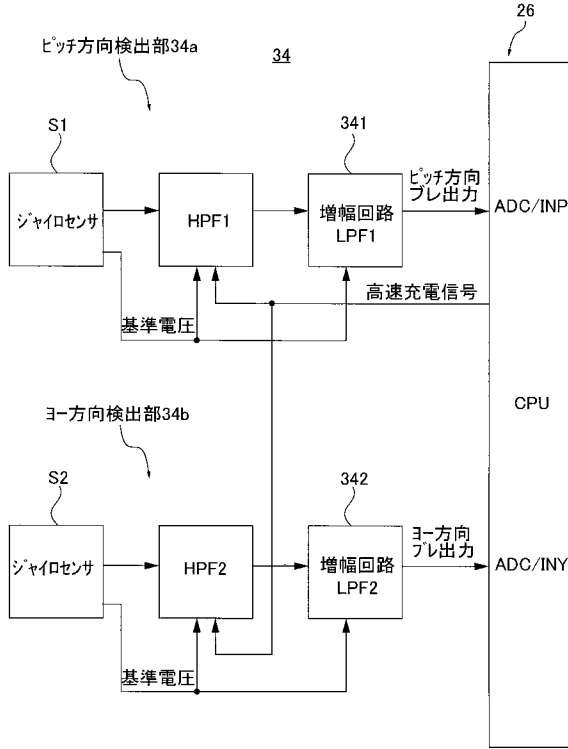 ピッチ方向検出部34a
34
26
S1
341
ジャイロセンサ
HPF1
増幅回路
LPF1
ピッチ方向
ブレ出力
ADC/INP
高速充電信号
基準電圧
CPU
ヨー方向検出部34b
S2
342
ジャイロセンサ
HPF2
増幅回路
LPF2
ヨー方向
ブレ出力
ADC/INY
基準電圧